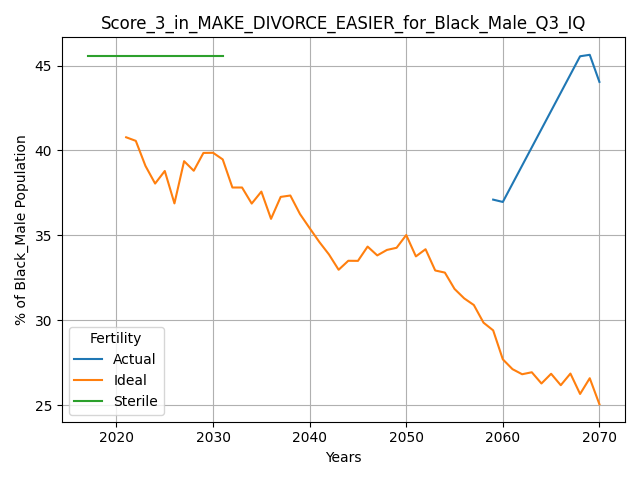 Score_3_in_MAKE_DIVORCE_EASIER_for_Black_Male_Q3_IQ
% of Black_Male Population
45
40
35
30
25
Fertility
Actual
Ideal
Sterile
2020 2030 2040 2050 2060 2070
Years